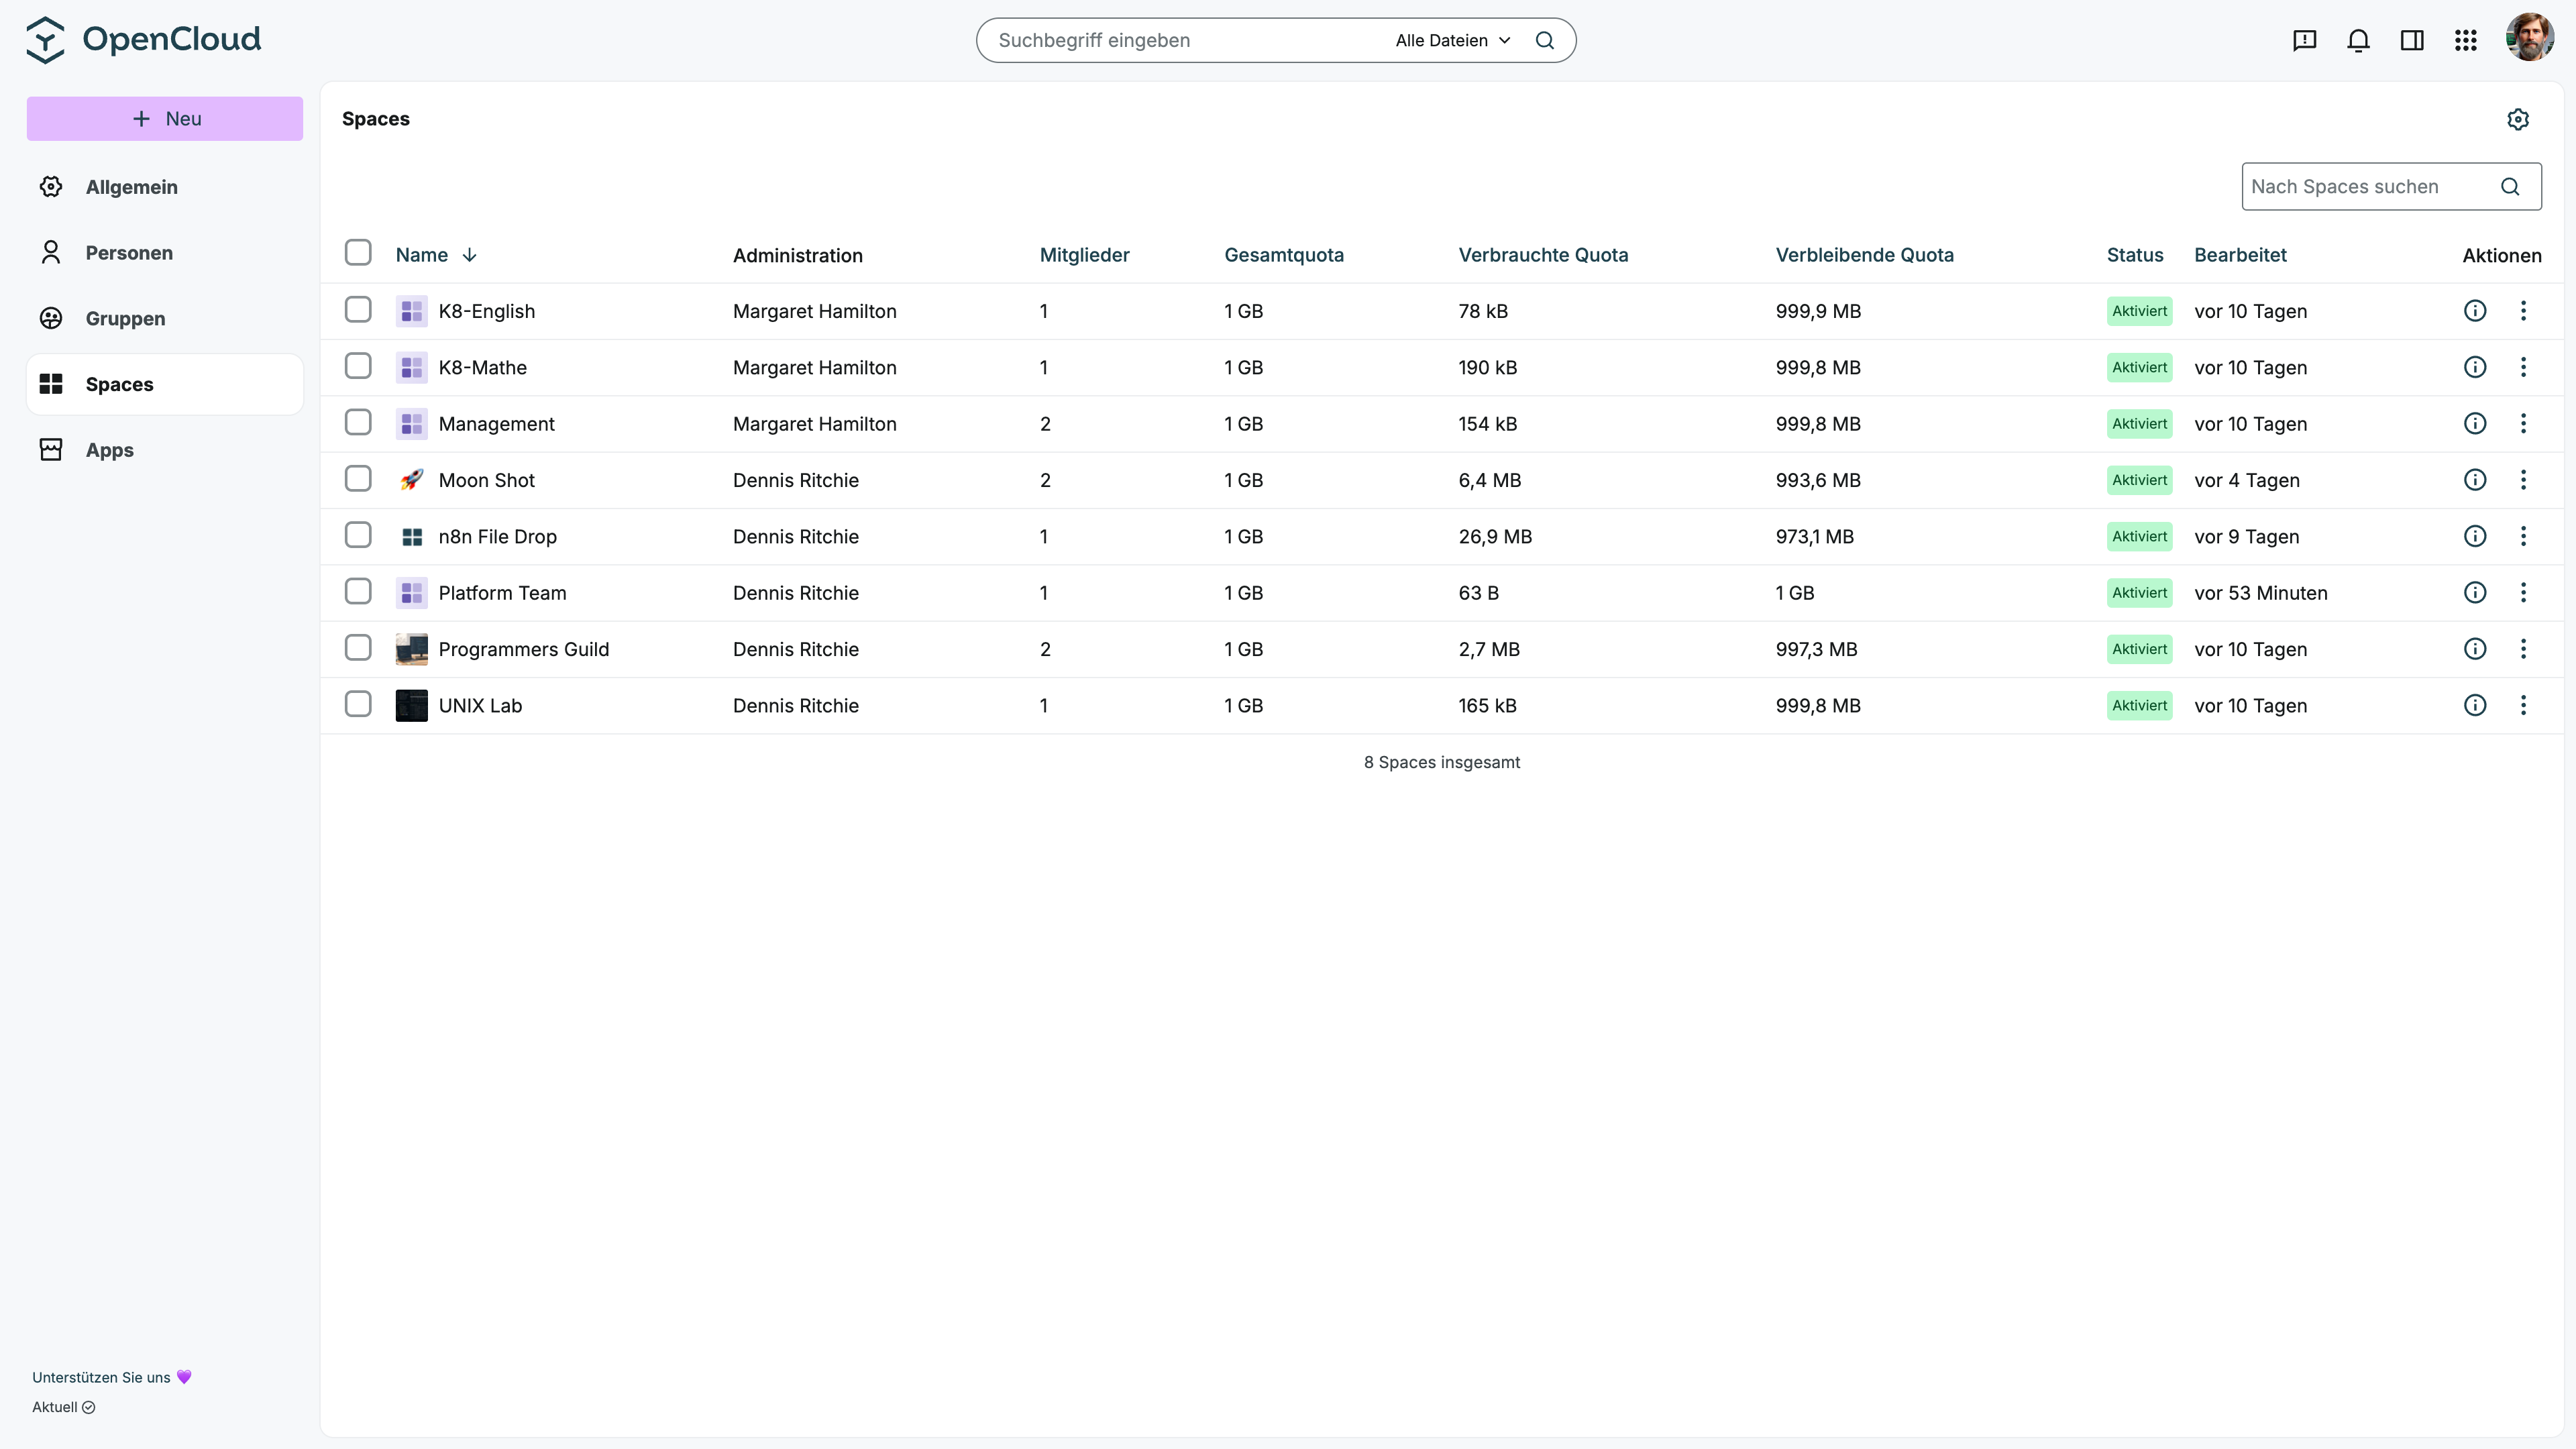 OpenCloud
Suchbegriff eingeben Alle Dateien
Neu
Allgemein
Personen
Gruppen
Spaces
Apps
Spaces
Nach Spaces suchen
Name Administration Mitglieder Gesamtquota Verbrauchte Quota Verbleibende Quota Status Bearbeitet Aktionen
K8-English Margaret Hamilton 1 1 GB 78 kB 999,9 MB Aktiviert vor 10 Tagen
K8-Mathe Margaret Hamilton 1 1 GB 190 kB 999,8 MB Aktiviert vor 10 Tagen
Management Margaret Hamilton 2 1 GB 154 kB 999,8 MB Aktiviert vor 10 Tagen
Moon Shot Dennis Ritchie 2 1 GB 6,4 MB 993,6 MB Aktiviert vor 4 Tagen
n8n File Drop Dennis Ritchie 1 1 GB 26,9 MB 973,1 MB Aktiviert vor 9 Tagen
Platform Team Dennis Ritchie 1 1 GB 63 B 1 GB Aktiviert vor 53 Minuten
Programmers Guild Dennis Ritchie 2 1 GB 2,7 MB 997,3 MB Aktiviert vor 10 Tagen
UNIX Lab Dennis Ritchie 1 1 GB 165 kB 999,8 MB Aktiviert vor 10 Tagen
8 Spaces insgesamt
Unterstützen Sie uns 💜
Aktuell